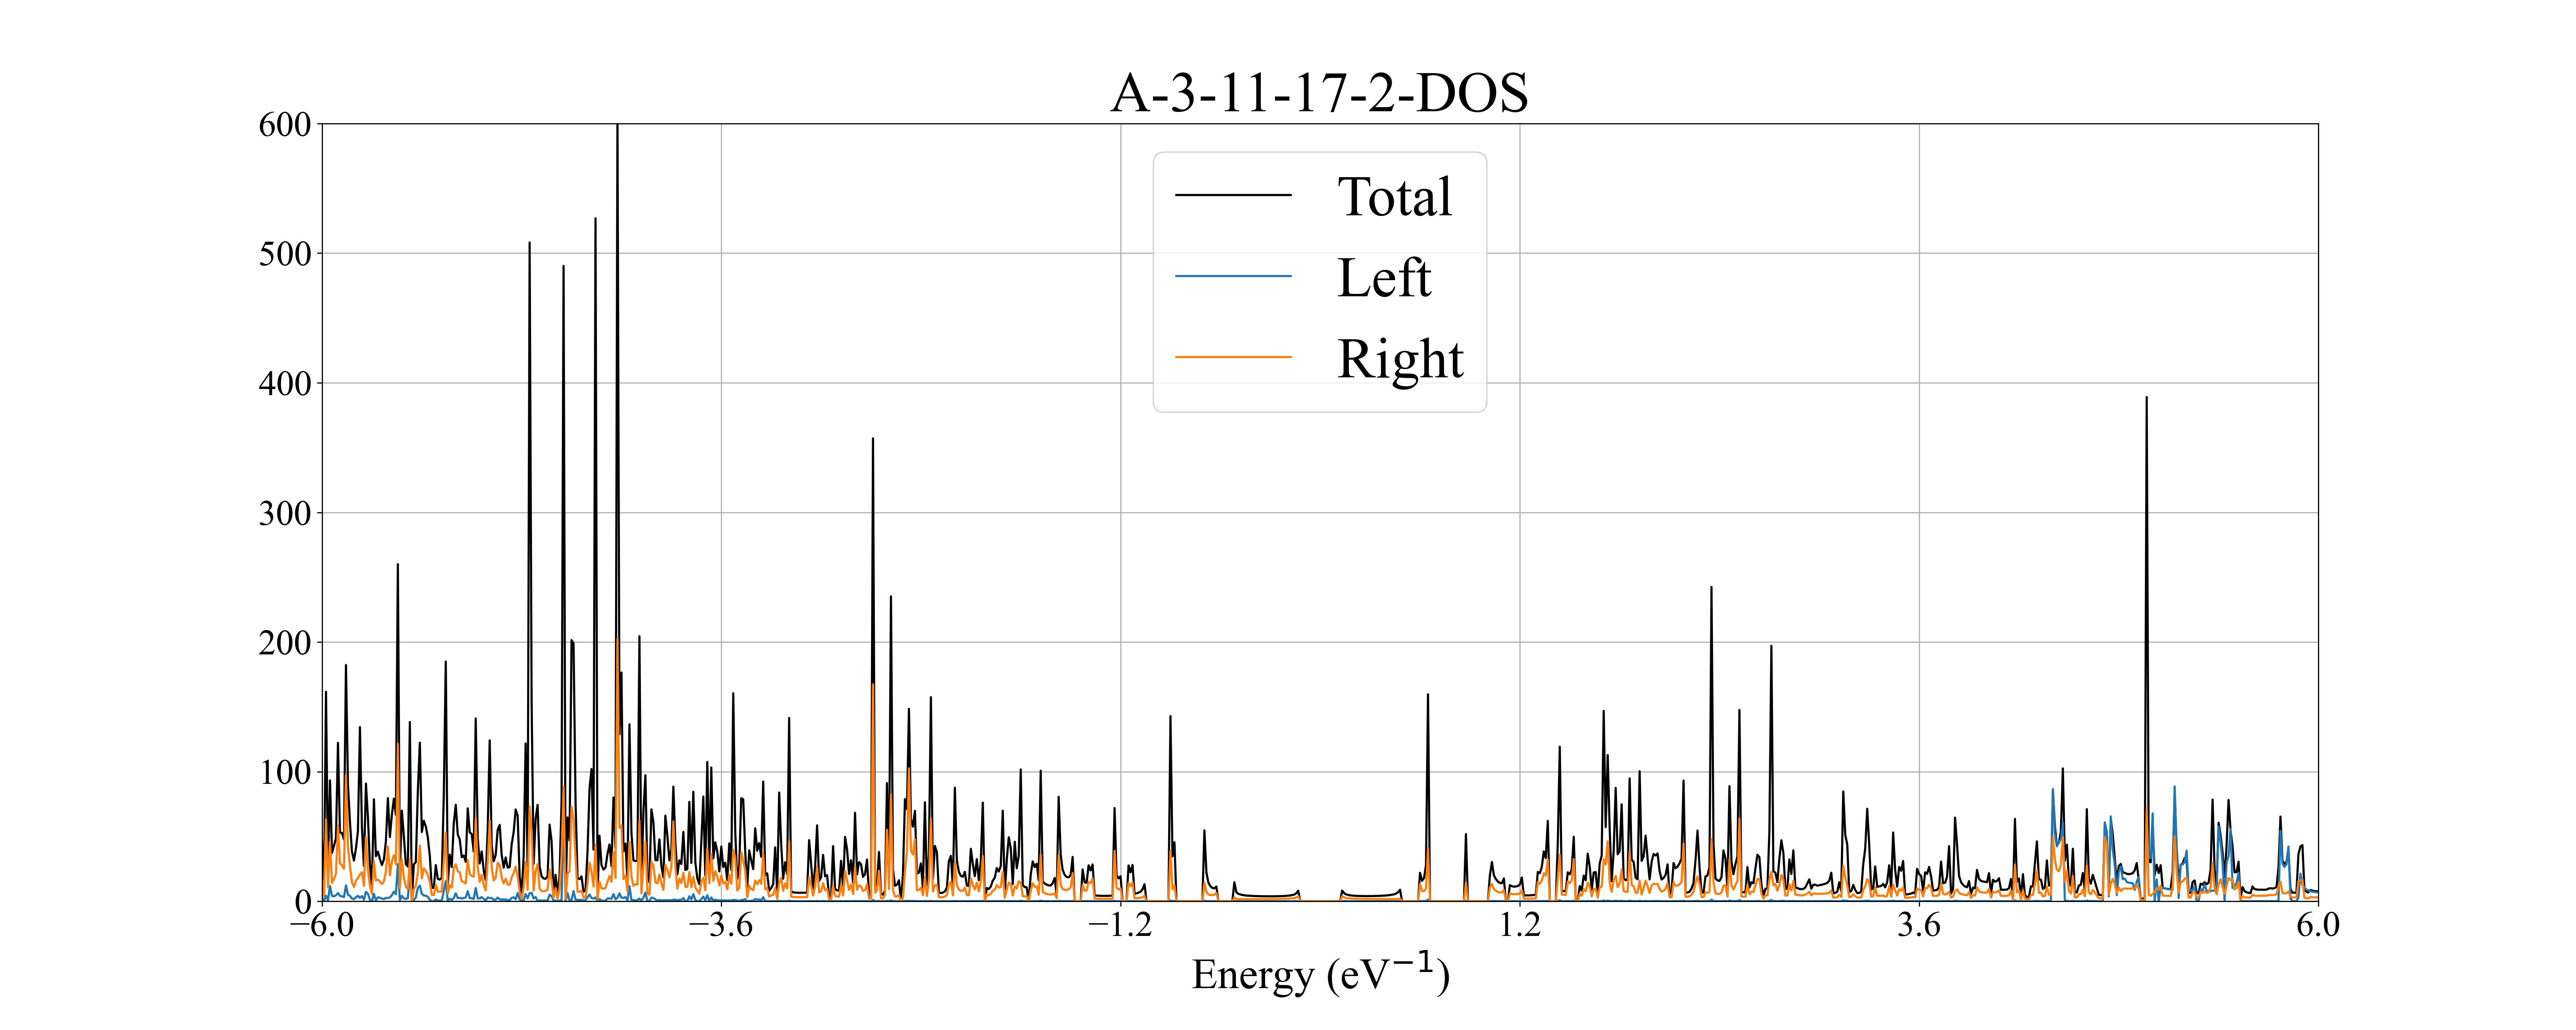 A-3-11-17-2-DOS
600
500
400
300
200
100
0
Total
Left
Right
−6.0 −3.6 −1.2 1.2 3.6 6.0
Energy (eV⁻¹)